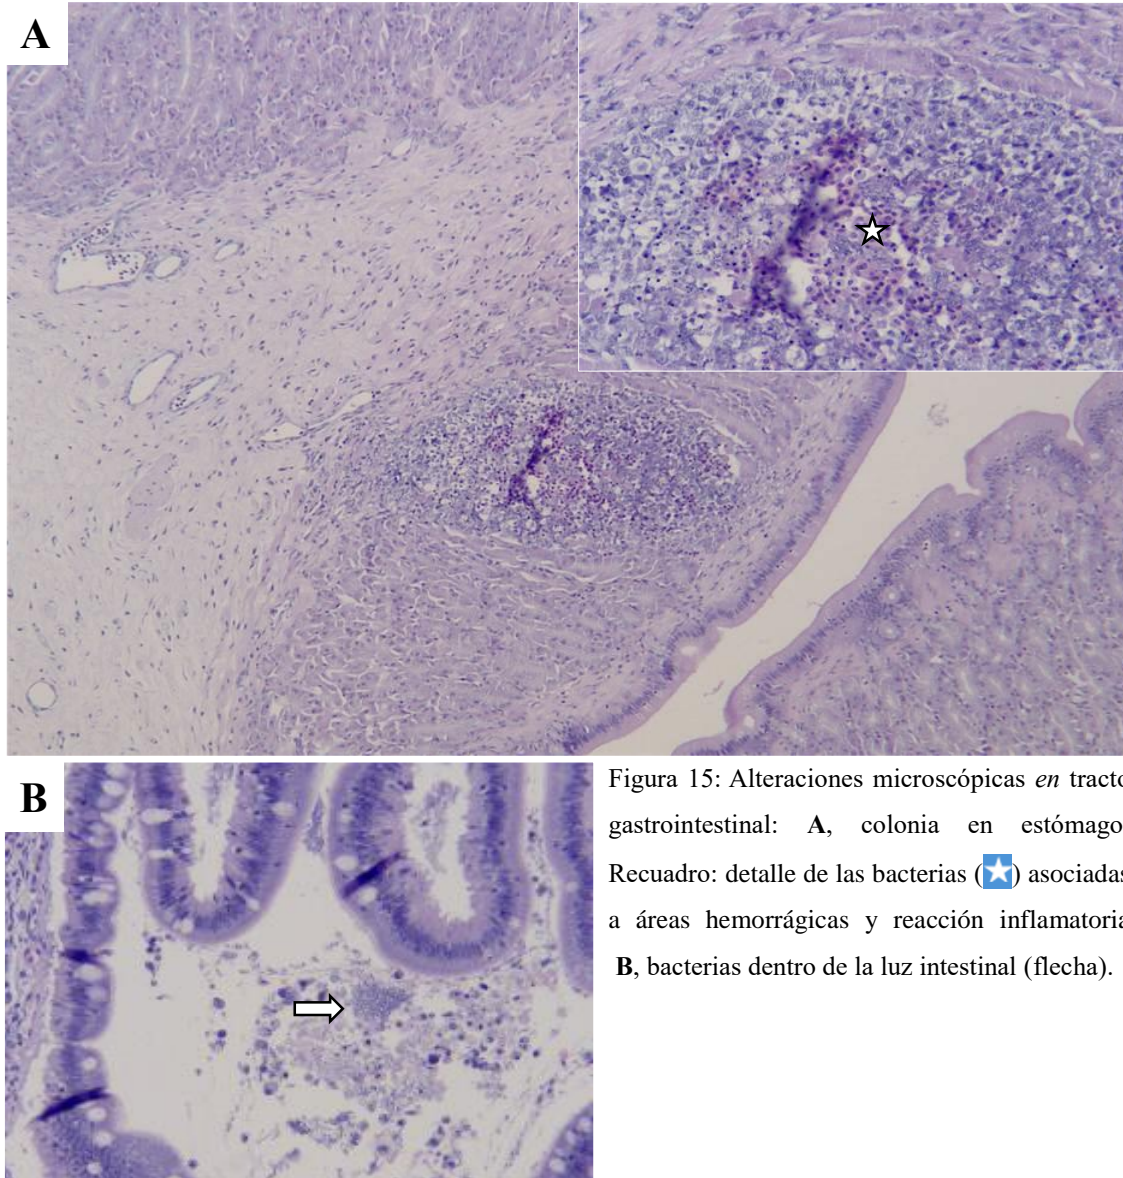 A
B
Figura 15: Alteraciones microscópicas en tracto
gastrointestinal: A, colonia en estómago
Recuadro: detalle de las bacterias ( ) asociadas
a áreas hemorrágicas y reacción inflamatoria
B, bacterias dentro de la luz intestinal (flecha).